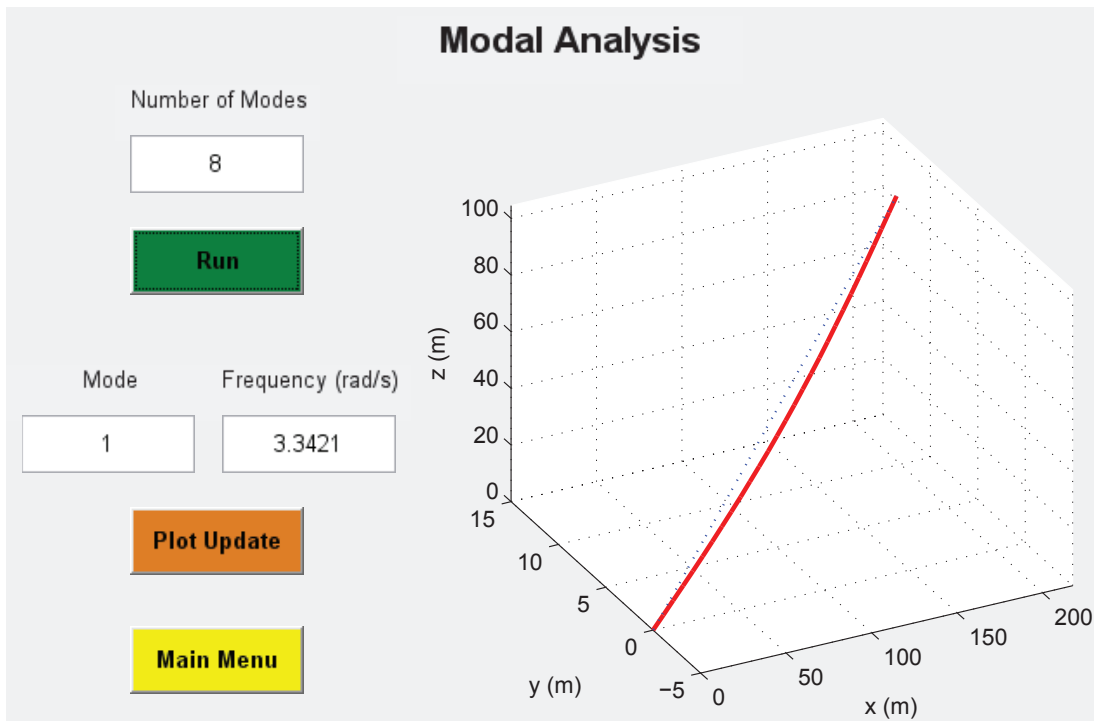 Modal Analysis
Number of Modes
8
Run
Mode
Frequency (rad/s)
1
3.3421
Plot Update
Main Menu
100
80
60
40
20
0
z (m)
15
10
5
0
−5
y (m)
0
50
100
150
200
x (m)